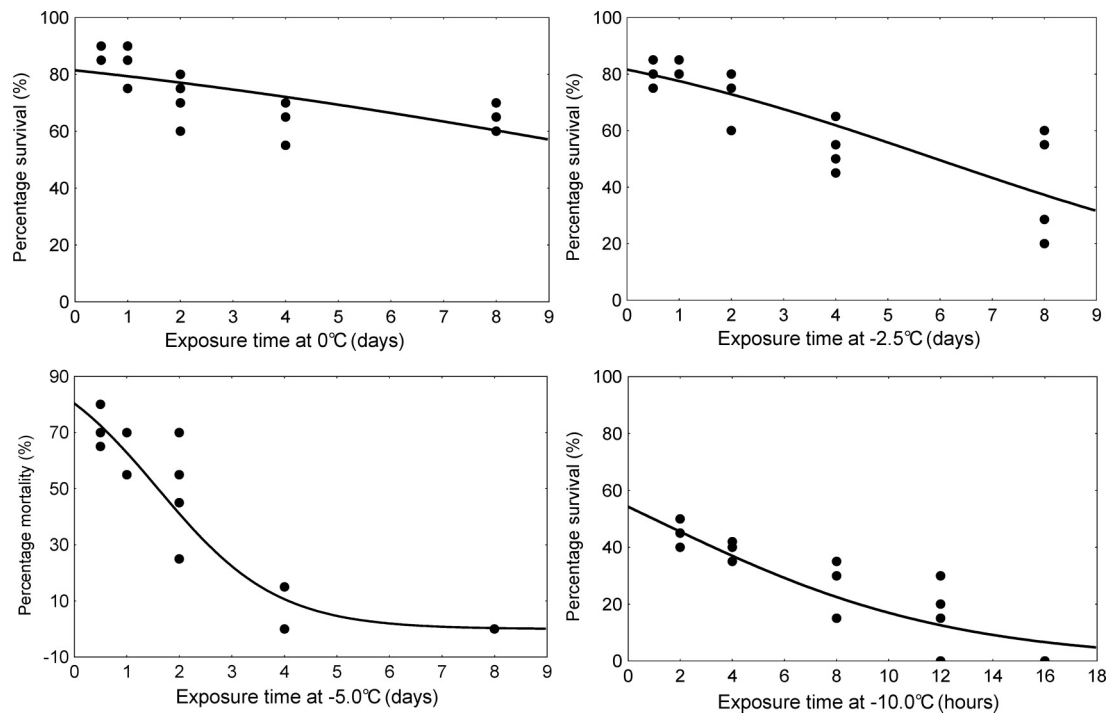 Percentage survival (%)
100
80
60
40
20
0
0 1 2 3 4 5 6 7 8 9
Exposure time at 0℃ (days)
Percentage survival (%)
100
80
60
40
20
0
0 1 2 3 4 5 6 7 8 9
Exposure time at -2.5℃ (days)
Percentage mortality (%)
90
70
50
30
10
-10
0 1 2 3 4 5 6 7 8 9
Exposure time at -5.0℃ (days)
Percentage survival (%)
100
80
60
40
20
0
0 2 4 6 8 10 12 14 16 18
Exposure time at -10.0℃ (hours)